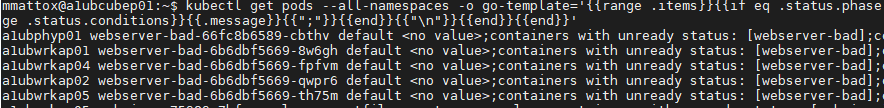 mmattox@a1ubcubep01:~$ kubectl get pods --all-namespaces -o go-template='{{range .items}}{{if eq .status.phase
ge .status.conditions}}{{.message}}{{";"}}{{end}}{{"\n"}}{{end}}{{end}}'
a1ubphyp01 webserver-bad-66fc8b6589-cbthv default <no value>;containers with unready status: [webserver-bad];c
a1ubwrkap01 webserver-bad-6b6dbf5669-8w6gh default <no value>;containers with unready status: [webserver-bad];
a1ubwrkap04 webserver-bad-6b6dbf5669-fpfvm default <no value>;containers with unready status: [webserver-bad];
a1ubwrkap02 webserver-bad-6b6dbf5669-qwpr6 default <no value>;containers with unready status: [webserver-bad];
a1ubwrkap05 webserver-bad-6b6dbf5669-th75m default <no value>;containers with unready status: [webserver-bad];